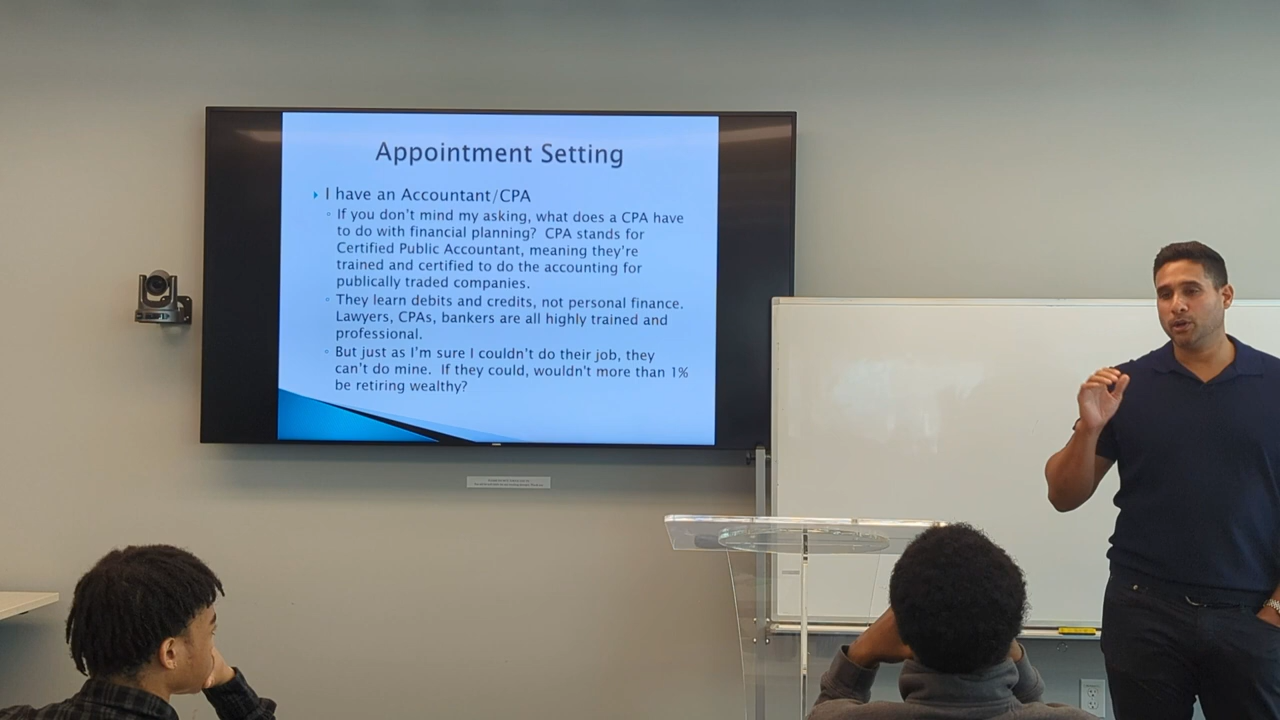 Appointment Setting
I have an Accountant/CPA
If you don't mind my asking, what does a CPA have
to do with financial planning?  CPA stands for
Certified Public Accountant, meaning they're
trained and certified to do the accounting for
publically traded companies.
They learn debits and credits, not personal finance.
Lawyers, CPAs, bankers are all highly trained and
professional.
But just as I'm sure I couldn't do their job, they
can't do mine.  If they could, wouldn't more than 1%
be retiring wealthy?